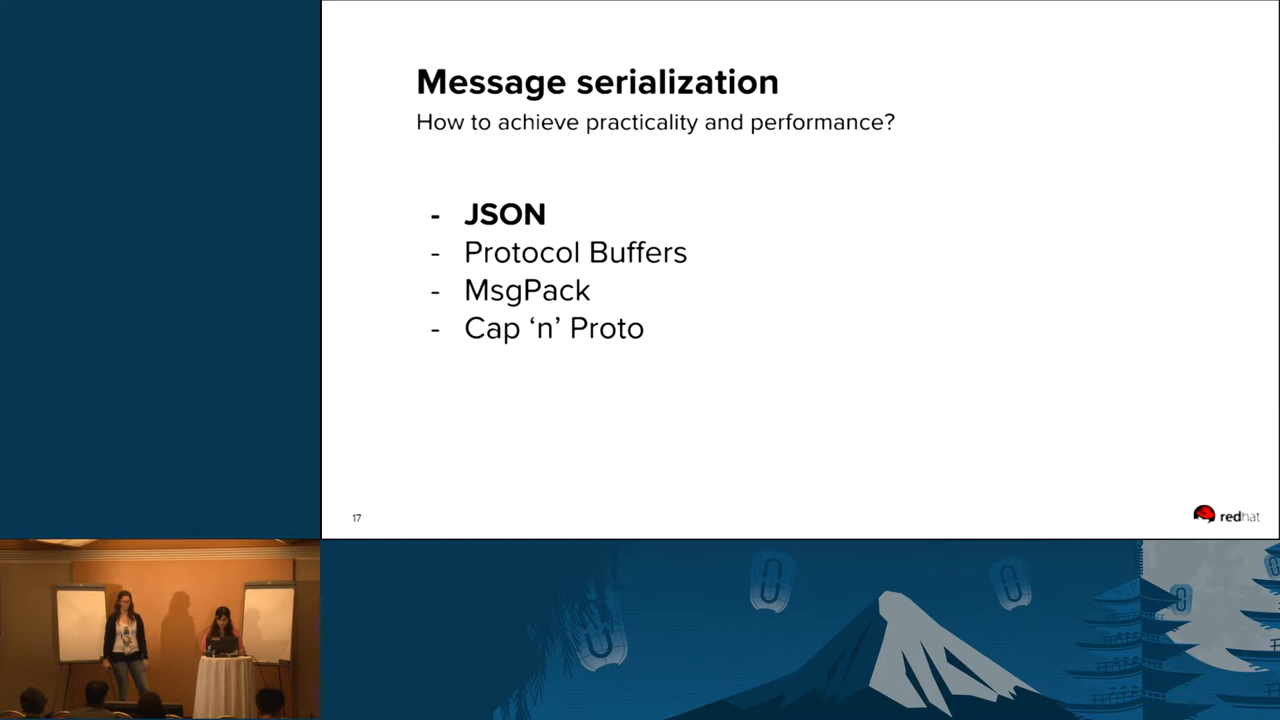 Message serialization
How to achieve practicality and performance?
- JSON
- Protocol Buffers
- MsgPack
- Cap ‘n’ Proto
17
redhat